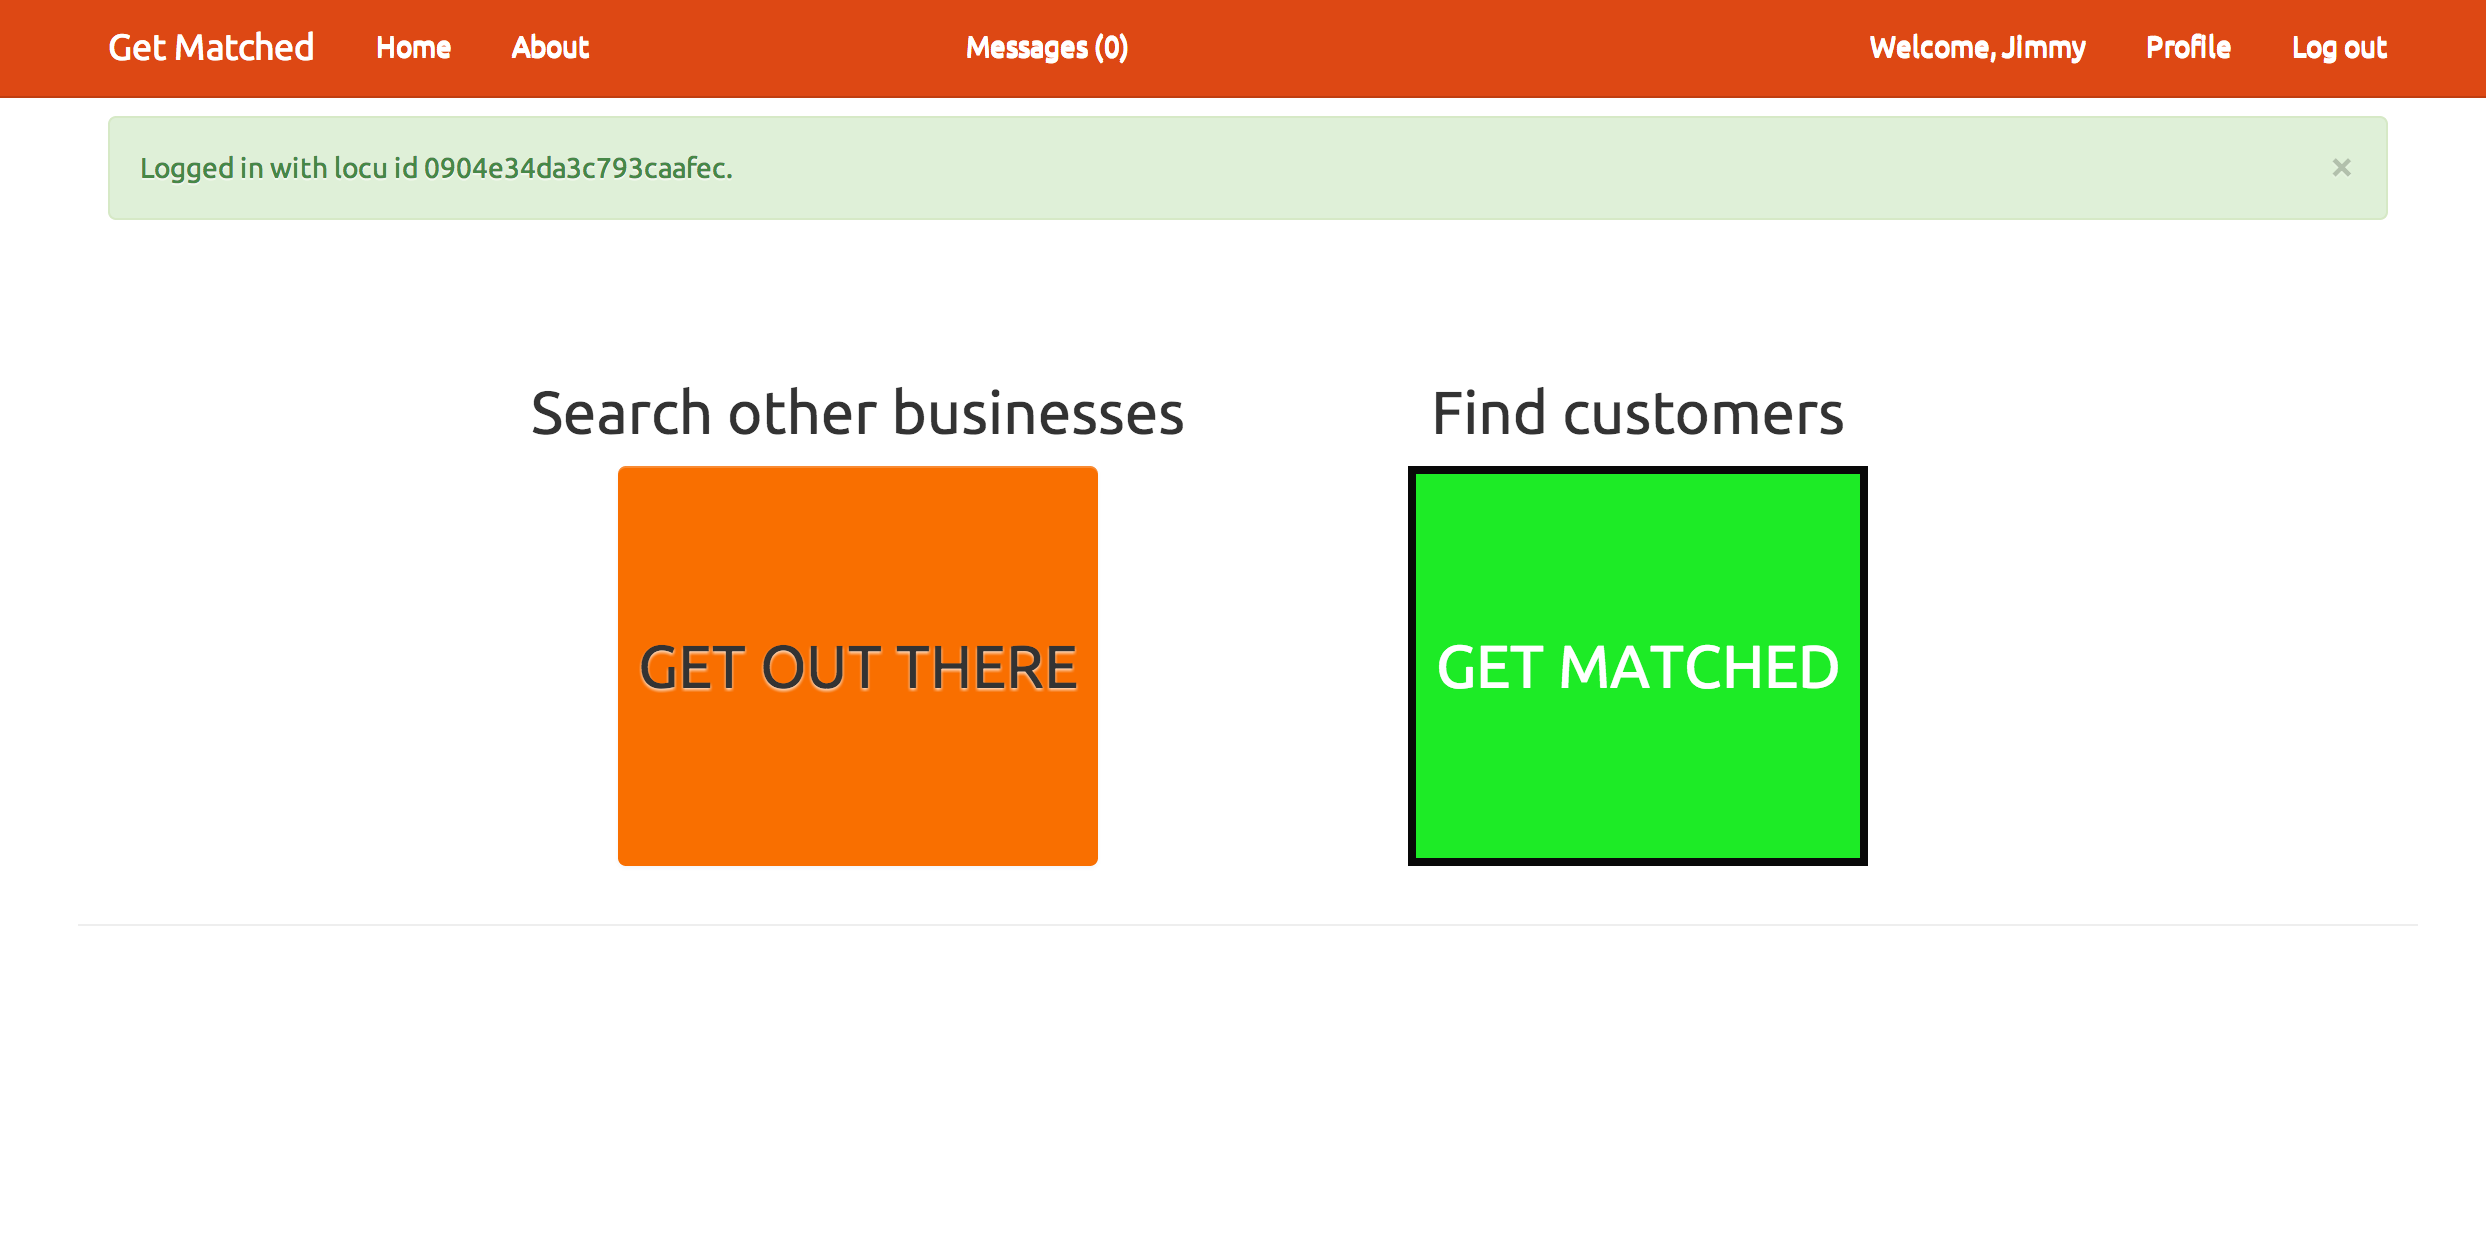 Get Matched Home About Messages (0) Welcome, Jimmy Profile Log out
Logged in with locu id 0904e34da3c793caafec. ×
Search other businesses
GET OUT THERE
Find customers
GET MATCHED